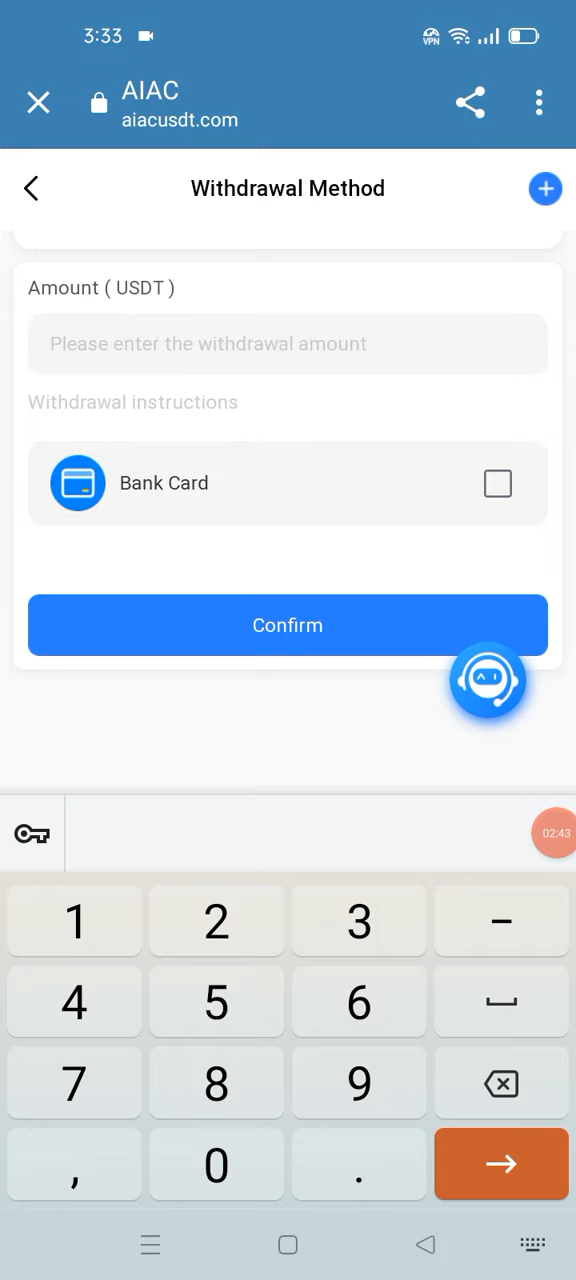 3:33
VPN
AIAC
aiacusdt.com
Withdrawal Method
Amount ( USDT )
Please enter the withdrawal amount
Withdrawal instructions
Bank Card
Confirm
02:43
1 2 3 –
4 5 6
7 8 9
, 0 .